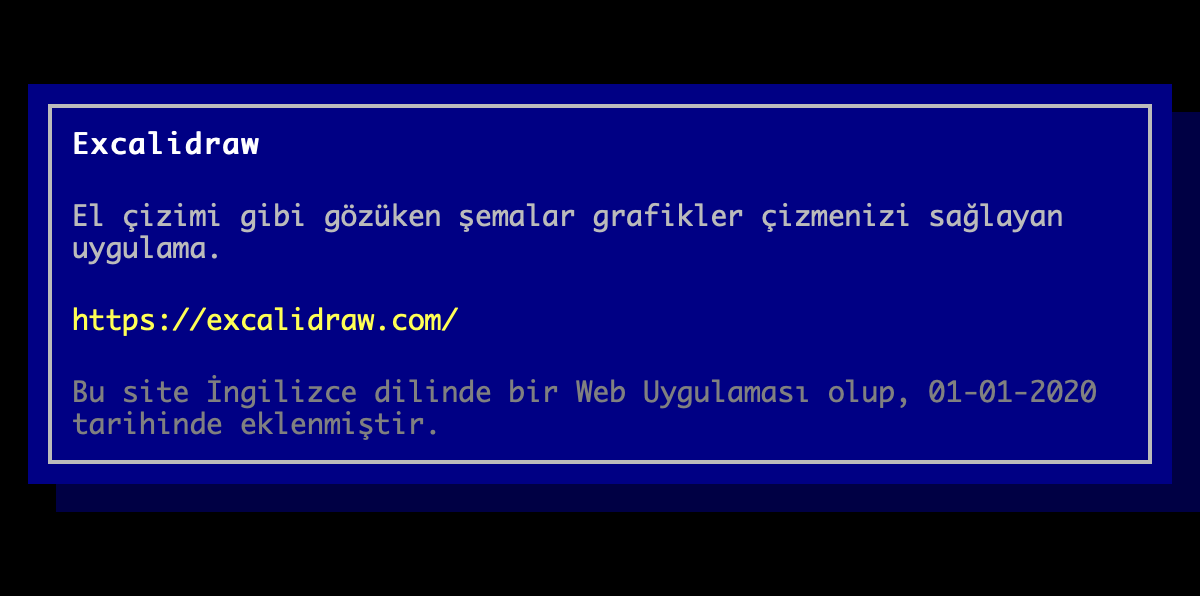 Excalidraw
El çizimi gibi gözüken şemalar grafikler çizmenizi sağlayan
uygulama.
https://excalidraw.com/
Bu site İngilizce dilinde bir Web Uygulaması olup, 01-01-2020
tarihinde eklenmiştir.